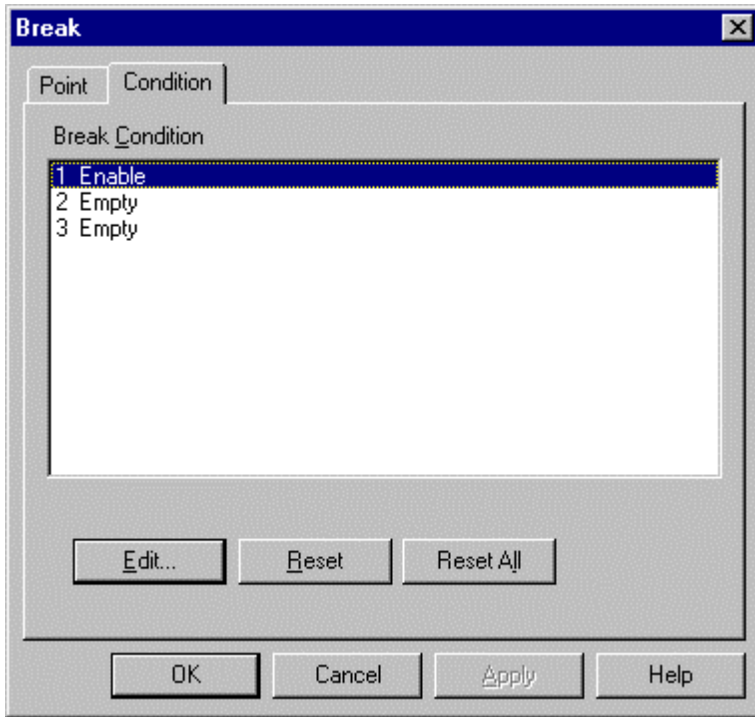 Break
Point Condition
Break Condition
1 Enable
2 Empty
3 Empty
Edit... Reset Reset All
OK Cancel Apply Help